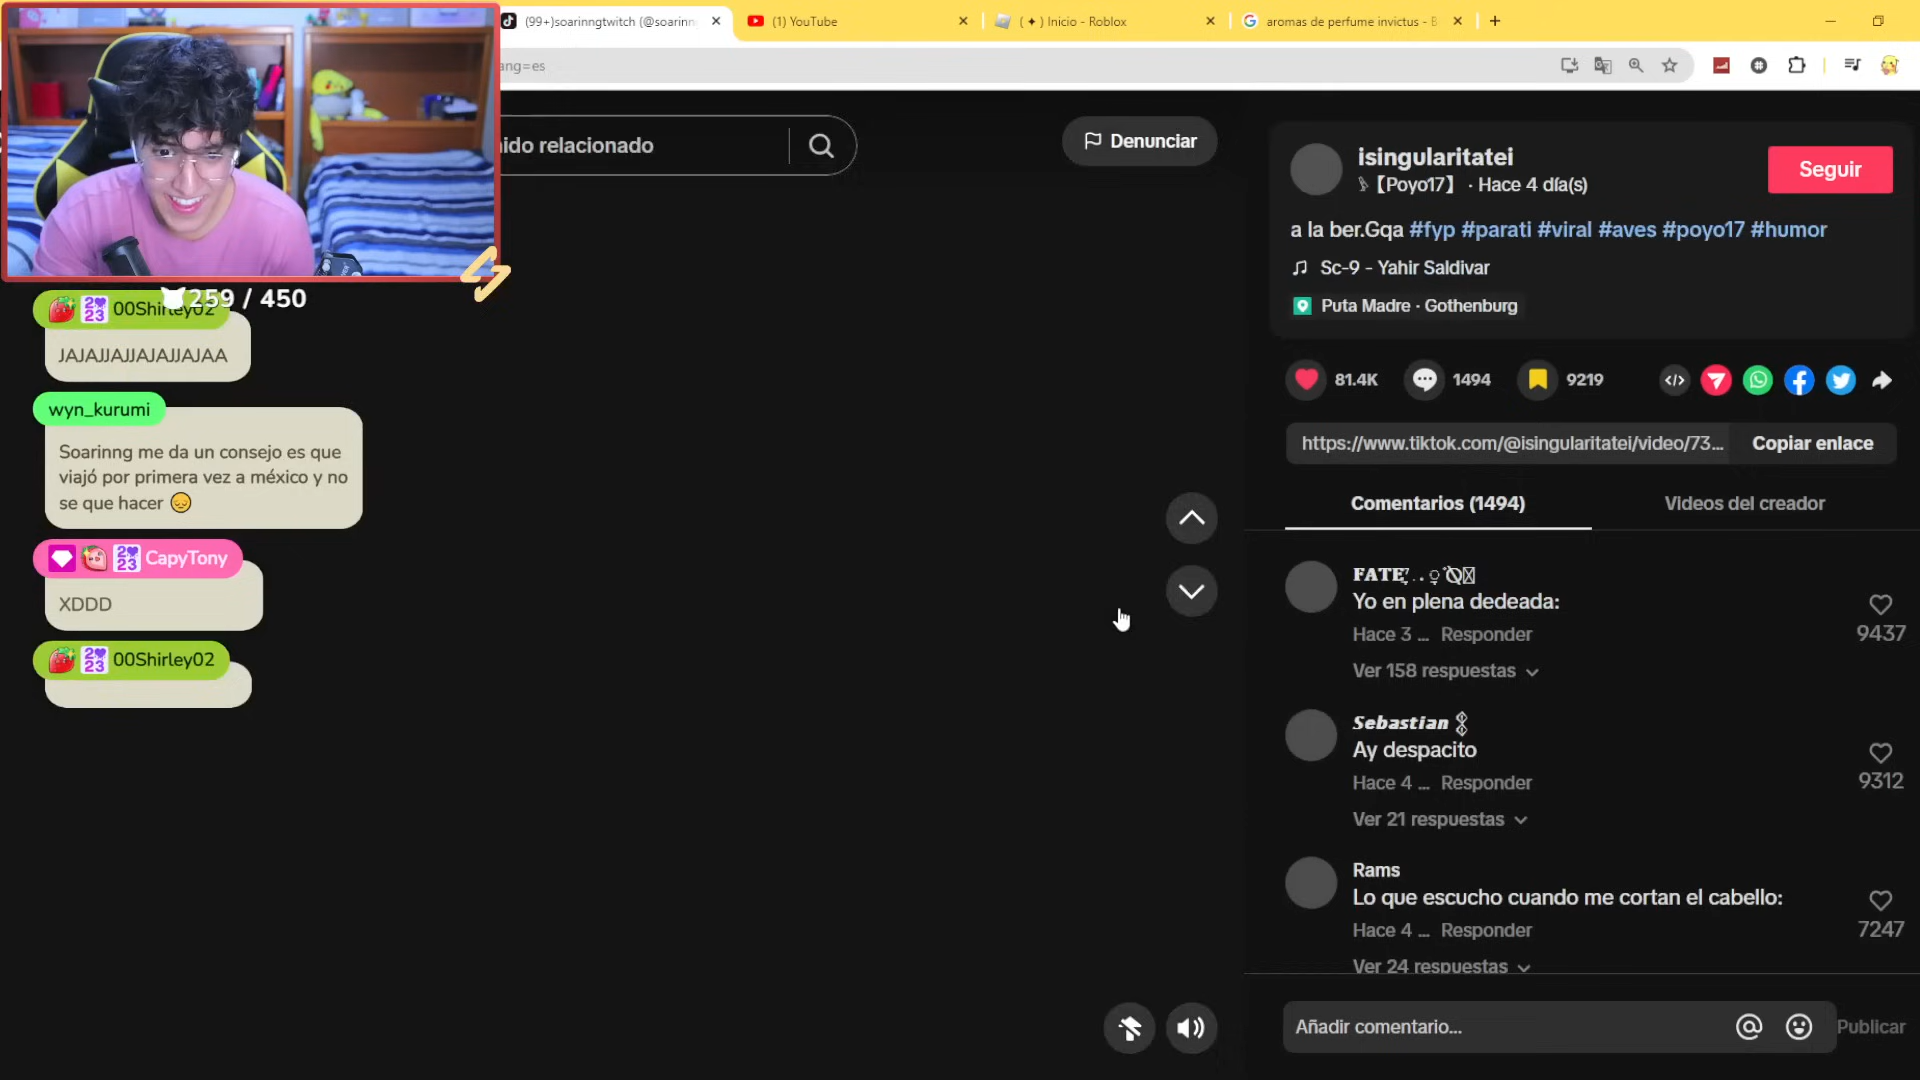 (99+)soarinngtwitch (@soarinn
(1) YouTube
( ✦ ) Inicio - Roblox
aromas de perfume invictus - B
ang=es
ido relacionado
Denunciar
259 / 450
00Shirley02
JAJAJJAJJAJAJJAJAA
wyn_kurumi
Soarinng me da un consejo es que
viajó por primera vez a méxico y no
se que hacer 😔
CapyTony
XDDD
00Shirley02
isingularitatei
【Poyo17】 · Hace 4 día(s)
Seguir
a la ber.Gqa #fyp #parati #viral #aves #poyo17 #humor
Sc-9 - Yahir Saldivar
Puta Madre · Gothenburg
81.4K
1494
9219
https://www.tiktok.com/@isingularitatei/video/73...
Copiar enlace
Comentarios (1494)
Videos del creador
FATE
Yo en plena dedeada:
Hace 3 ... Responder
9437
Ver 158 respuestas
Sebastian
Ay despacito
Hace 4 ... Responder
9312
Ver 21 respuestas
Rams
Lo que escucho cuando me cortan el cabello:
Hace 4 ... Responder
7247
Ver 24 respuestas
Añadir comentario...
Publicar